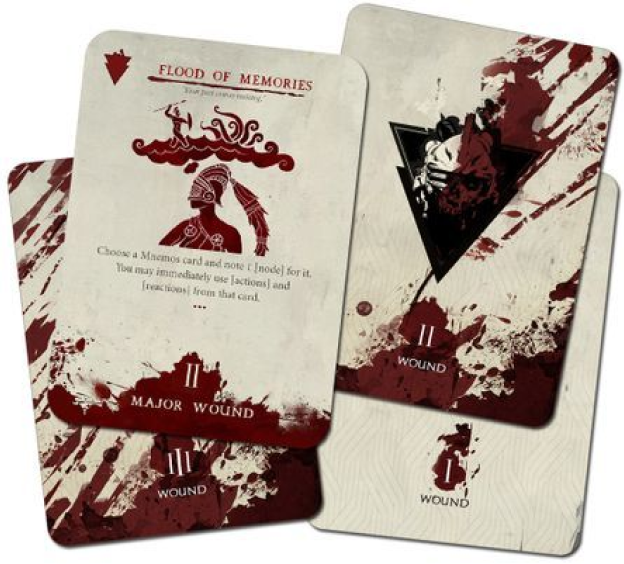 FLOOD OF MEMORIES
Choose a Mnemos card and note 1 [node] for it.
You may immediately use [actions] and
[reactions] from that card.
•••
II
MAJOR WOUND
II
WOUND
III
WOUND
I
WOUND